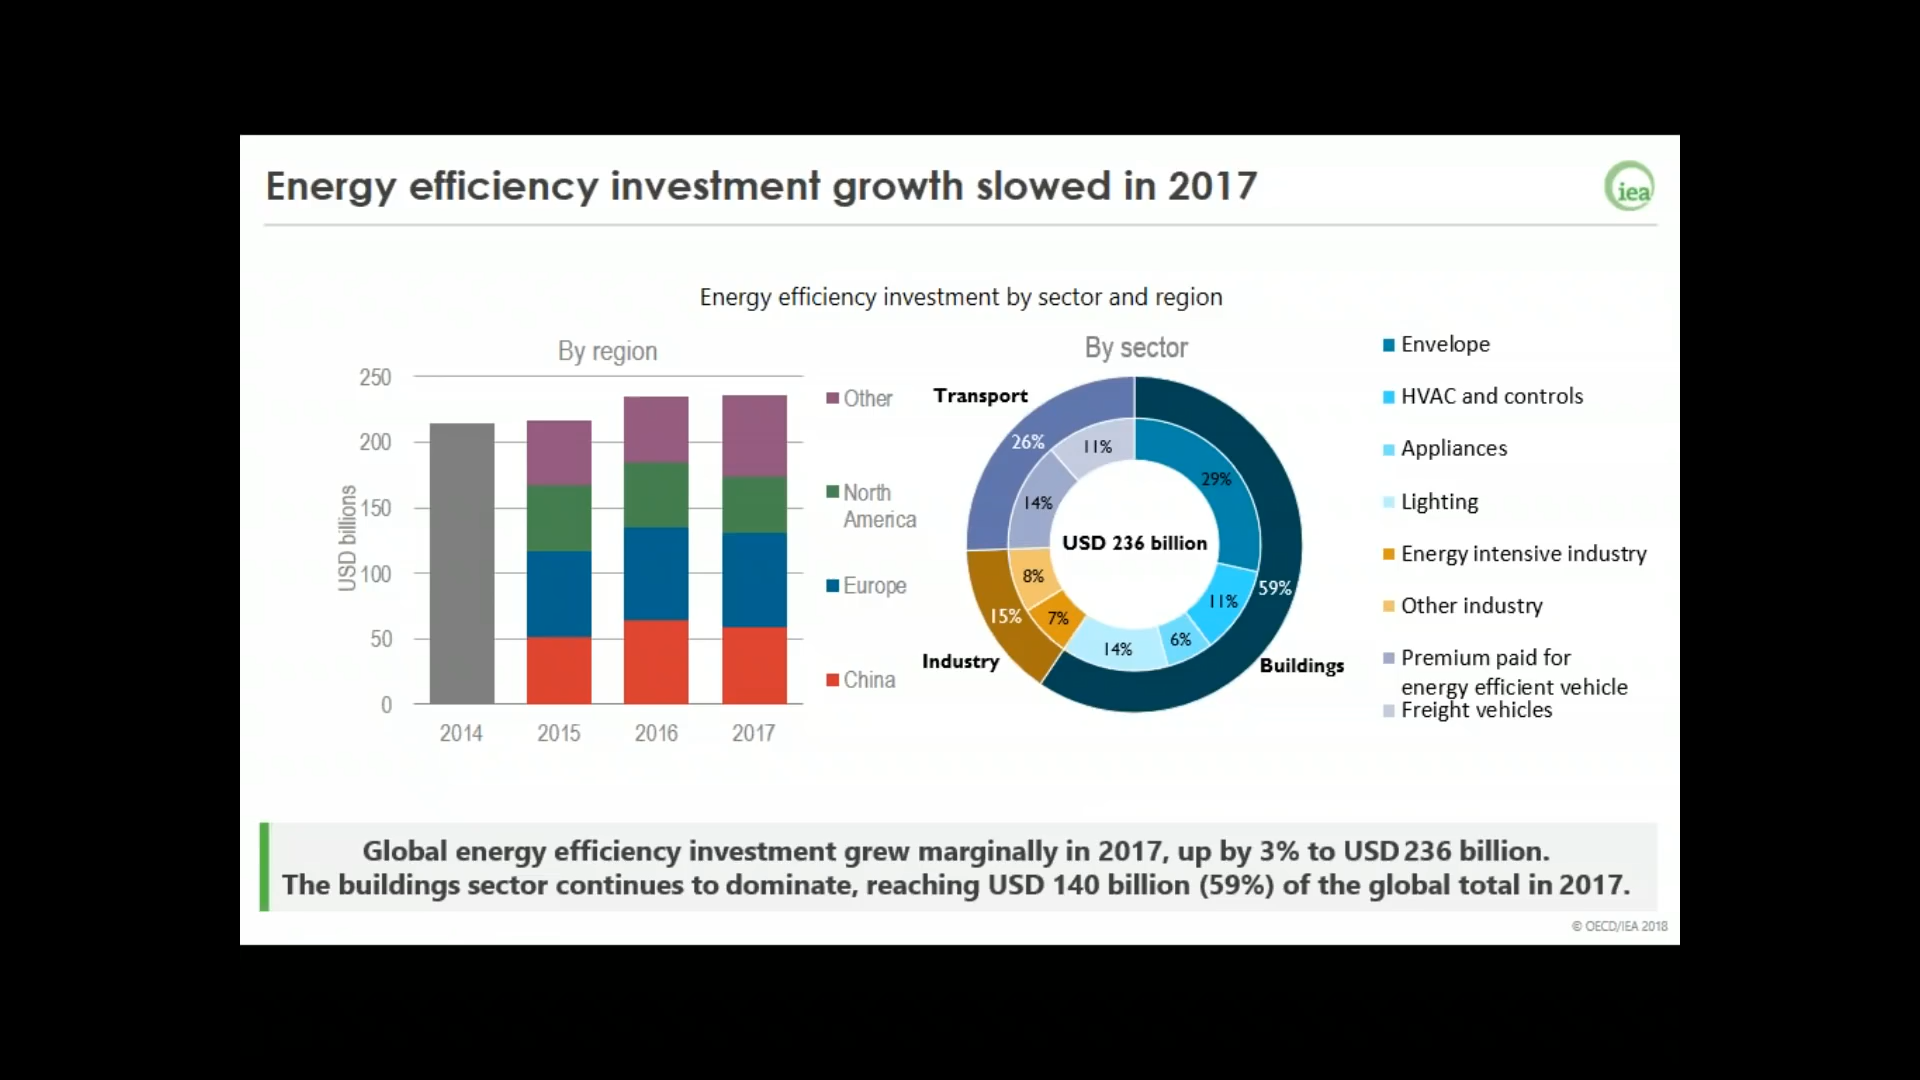 Energy efficiency investment growth slowed in 2017
iea
Energy efficiency investment by sector and region
By region
USD billions
250
200
150
100
50
0
2014
2015
2016
2017
Other
North
America
Europe
China
By sector
Transport
26%
11%
14%
29%
USD 236 billion
8%
15%
7%
14%
6%
11%
59%
Industry
Buildings
Envelope
HVAC and controls
Appliances
Lighting
Energy intensive industry
Other industry
Premium paid for
energy efficient vehicle
Freight vehicles
Global energy efficiency investment grew marginally in 2017, up by 3% to USD 236 billion.
The buildings sector continues to dominate, reaching USD 140 billion (59%) of the global total in 2017.
© OECD/IEA 2018